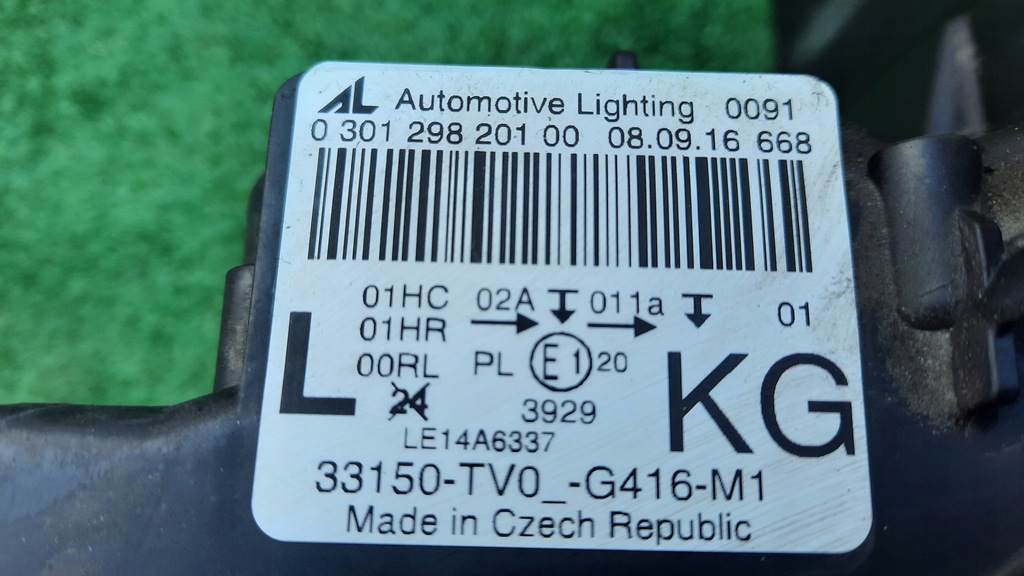 AL Automotive Lighting 0091
0 301 298 201 00 08.09.16 668
01HC 02A 011a 01
01HR
00RL PL E1 20
L 24 3929 KG
LE14A6337
33150-TV0_-G416-M1
Made in Czech Republic